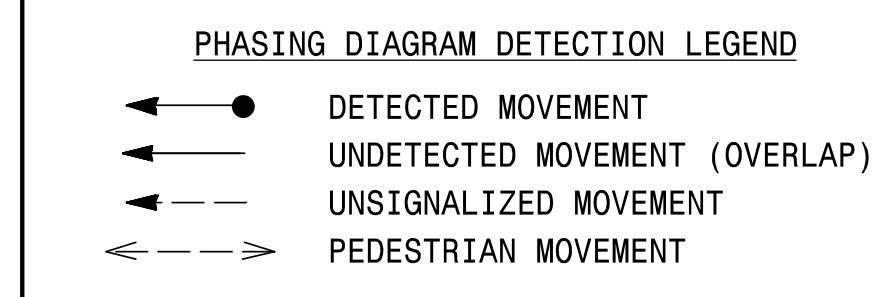 PHASING DIAGRAM DETECTION LEGEND
DETECTED MOVEMENT
UNDETECTED MOVEMENT (OVERLAP)
UNSIGNALIZED MOVEMENT
PEDESTRIAN MOVEMENT